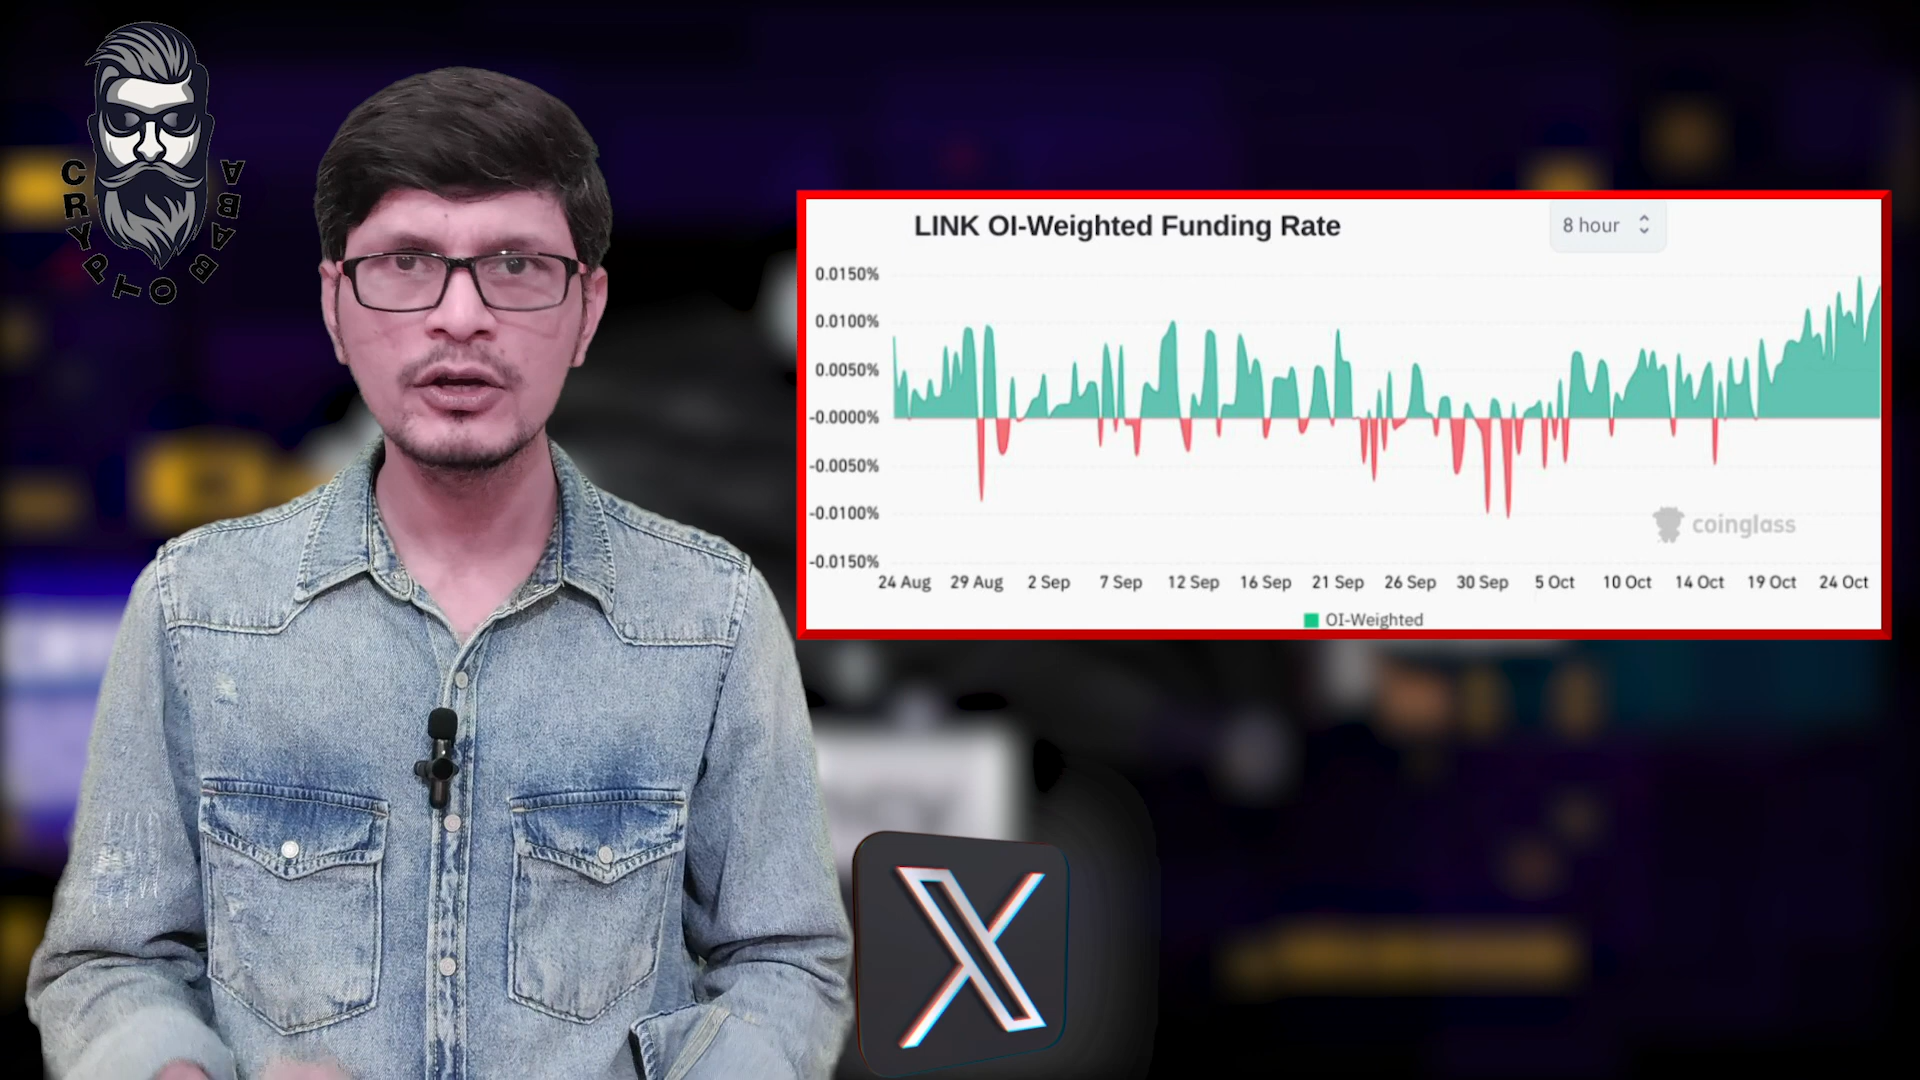 CRYPTO BABA
LINK OI-Weighted Funding Rate
8 hour
0.0150%
0.0100%
0.0050%
-0.0000%
-0.0050%
-0.0100%
-0.0150%
coinglass
24 Aug 29 Aug 2 Sep 7 Sep 12 Sep 16 Sep 21 Sep 26 Sep 30 Sep 5 Oct 10 Oct 14 Oct 19 Oct 24 Oct
OI-Weighted
X